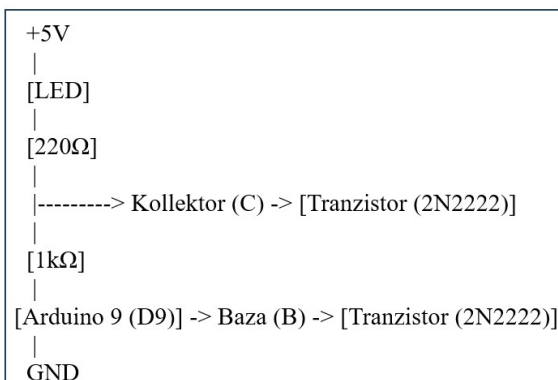 +5V
|
[LED]
|
[220Ω]
|
|---------> Kollektor (C) -> [Tranzistor (2N2222)]
|
[1kΩ]
|
[Arduino 9 (D9)] -> Baza (B) -> [Tranzistor (2N2222)]
|
GND